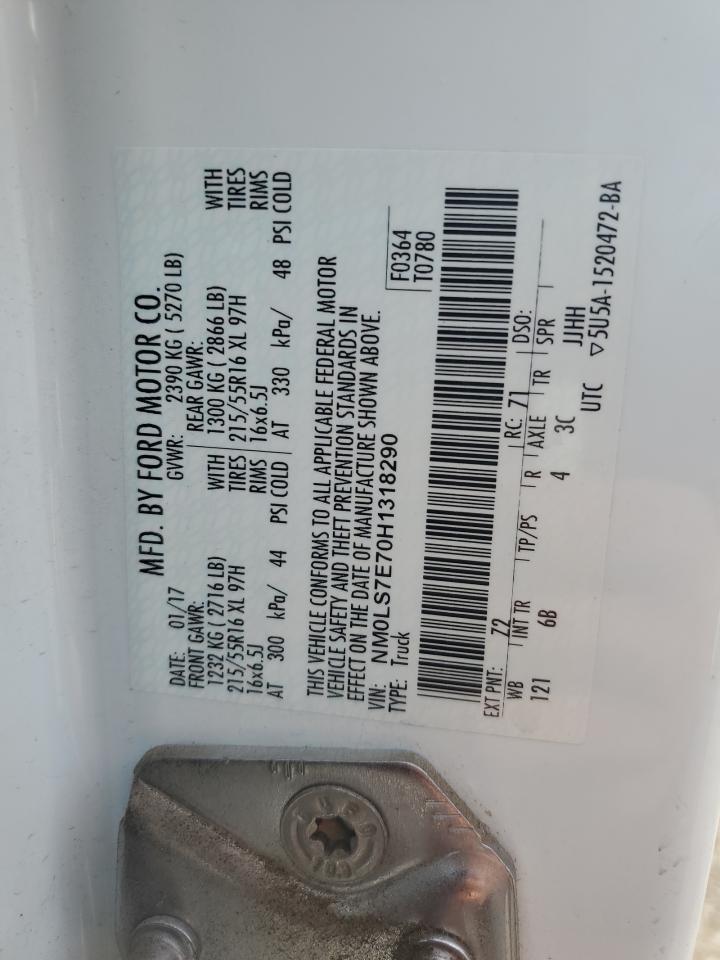 MFD. BY FORD MOTOR CO.
DATE: 01/17 GVWR: 2390 KG ( 5270 LB)
FRONT GAWR: REAR GAWR:
1232 KG ( 2716 LB) WITH 1300 KG ( 2866 LB) WITH
215/55R16 XL 97H TIRES 215/55R16 XL 97H TIRES
16x6.5J RIMS 16x6.5J RIMS
AT 300 kPa/ 44 PSI COLD AT 330 kPa/ 48 PSI COLD
THIS VEHICLE CONFORMS TO ALL APPLICABLE FEDERAL MOTOR
VEHICLE SAFETY AND THEFT PREVENTION STANDARDS IN
EFFECT ON THE DATE OF MANUFACTURE SHOWN ABOVE.
VIN: NM0LS7E70H1318290
TYPE: Truck
F0364
T0780
EXT PNT: Z2 RC: 71 DSO:
WB INT TR TP/PS R AXLE TR SPR
121 6B 4 3C JJHH
UTC ▽5U5A-1520472-BA